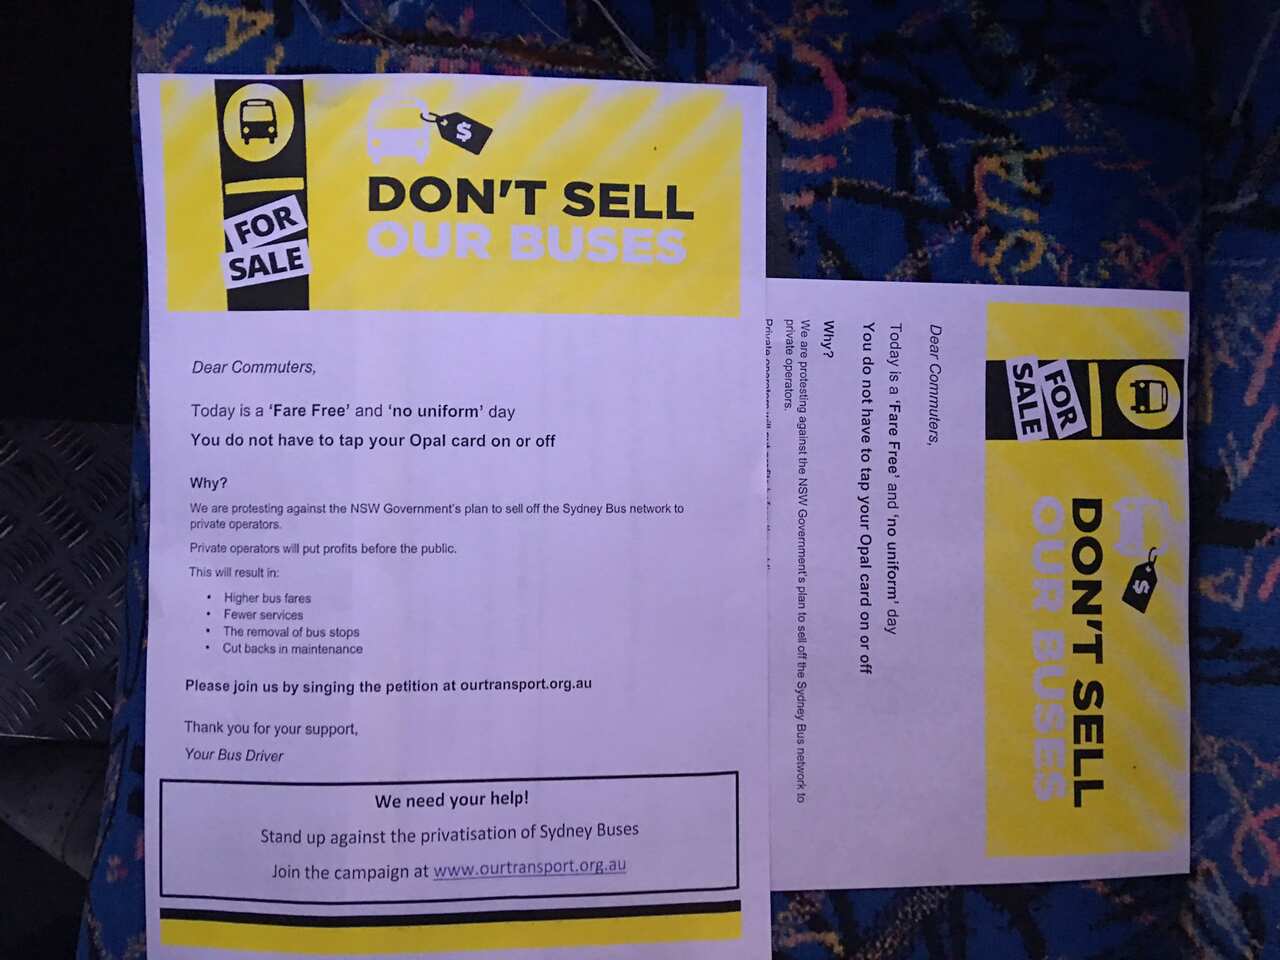 FOR
SALE
$
DON'T SELL
OUR BUSES
Dear Commuters,
Today is a 'Fare Free' and 'no uniform' day
You do not have to tap your Opal card on or off
Why?
We are protesting against the NSW Government's plan to sell off the Sydney Bus network to
private operators.
Private operators will put profits before the public.
This will result in:
• Higher bus fares
• Fewer services
• The removal of bus stops
• Cut backs in maintenance
Please join us by singing the petition at ourtransport.org.au
Thank you for your support,
Your Bus Driver
We need your help!
Stand up against the privatisation of Sydney Buses
Join the campaign at www.ourtransport.org.au
FOR
SALE
$
DON'T SELL
OUR BUSES
Dear Commuters,
Today is a 'Fare Free' and 'no uniform' day
You do not have to tap your Opal card on or off
Why?
We are protesting against the NSW Government's plan to sell off the Sydney Bus network to
private operators.